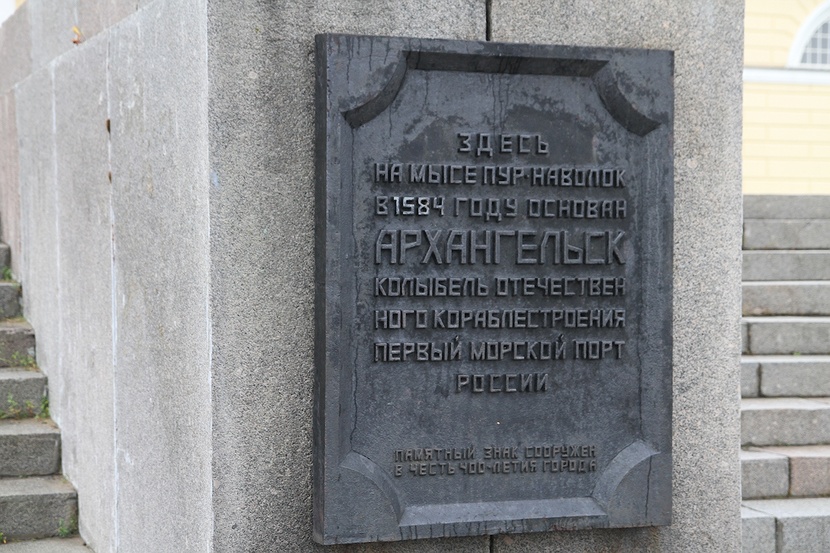 ЗДЕСЬ
НА МЫСЕ ПУР-НАВОЛОК
В 1584 ГОДУ ОСНОВАН
АРХАНГЕЛЬСК
КОЛЫБЕЛЬ ОТЕЧЕСТВЕН
НОГО КОРАБЛЕСТРОЕНИЯ
ПЕРВЫЙ МОРСКОЙ ПОРТ
РОССИИ
ПАМЯТНЫЙ ЗНАК СООРУЖЕН
В ЧЕСТЬ 400-ЛЕТИЯ ГОРОДА